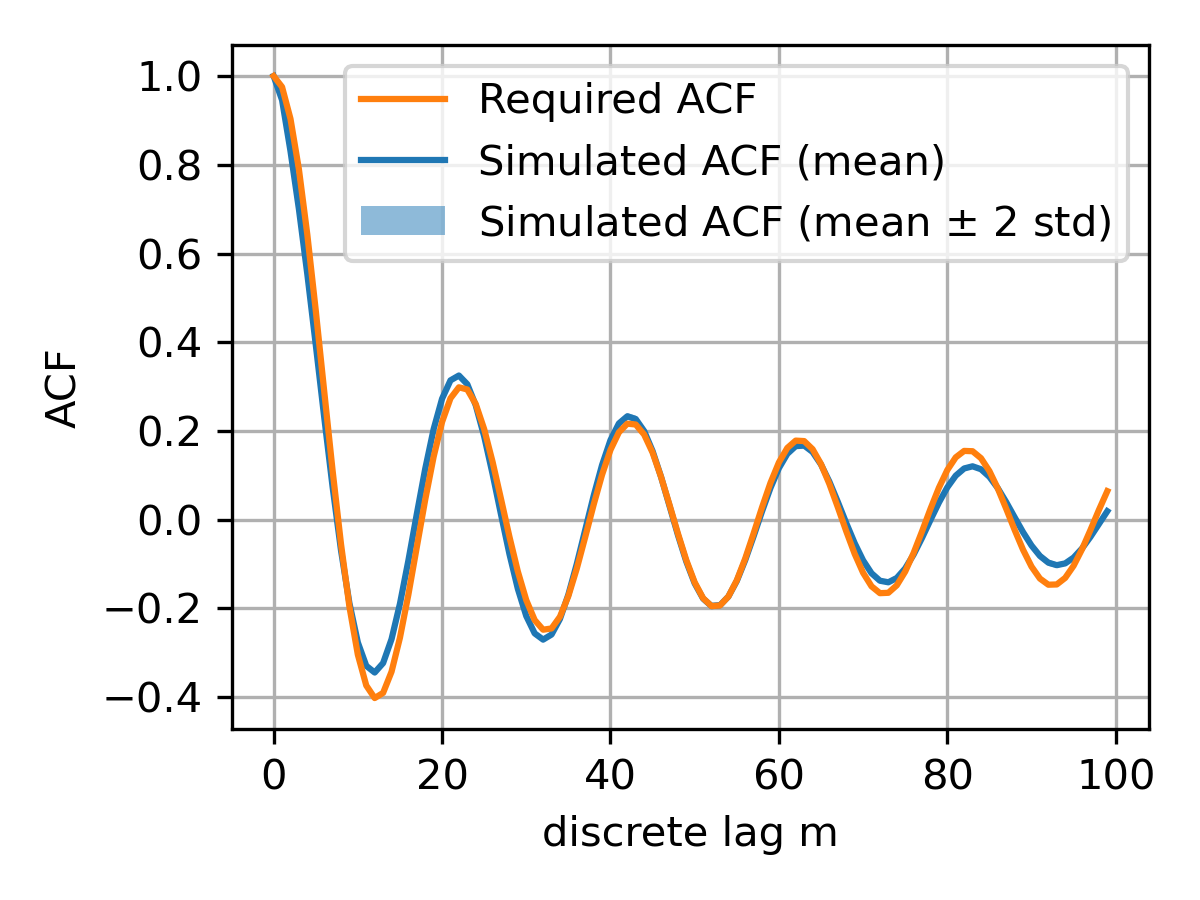 Required ACF
Simulated ACF (mean)
Simulated ACF (mean ± 2 std)
ACF
1.0
0.8
0.6
0.4
0.2
0.0
−0.2
−0.4
0 20 40 60 80 100
discrete lag m